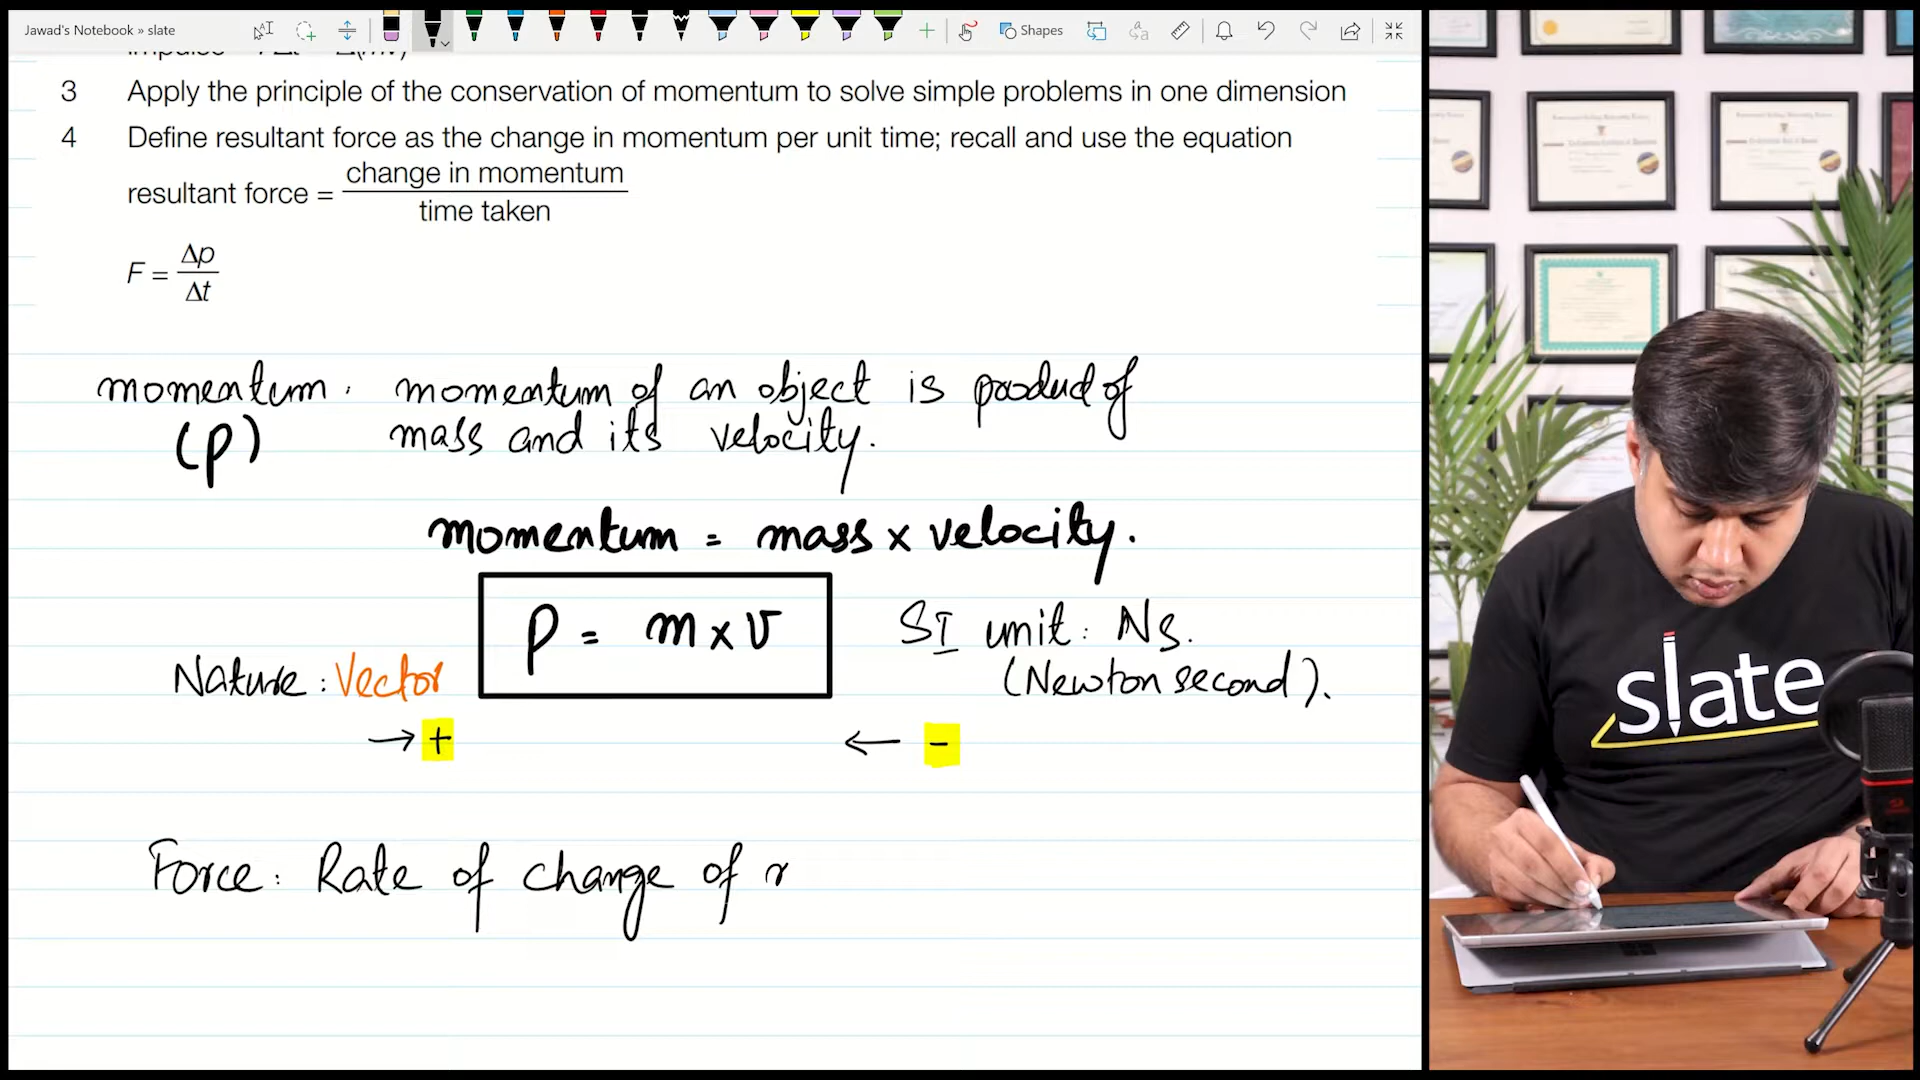 Jawad's Notebook » slate
Shapes
3 Apply the principle of the conservation of momentum to solve simple problems in one dimension
4 Define resultant force as the change in momentum per unit time; recall and use the equation
resultant force = change in momentum / time taken
F = Δp / Δt
momentum : momentum of an object is product of
(p) mass and its velocity.
momentum = mass x velocity.
P = m x v
SI unit : Ns.
(Newton second).
Nature : Vector
→ +
← -
Force : Rate of change of
slate